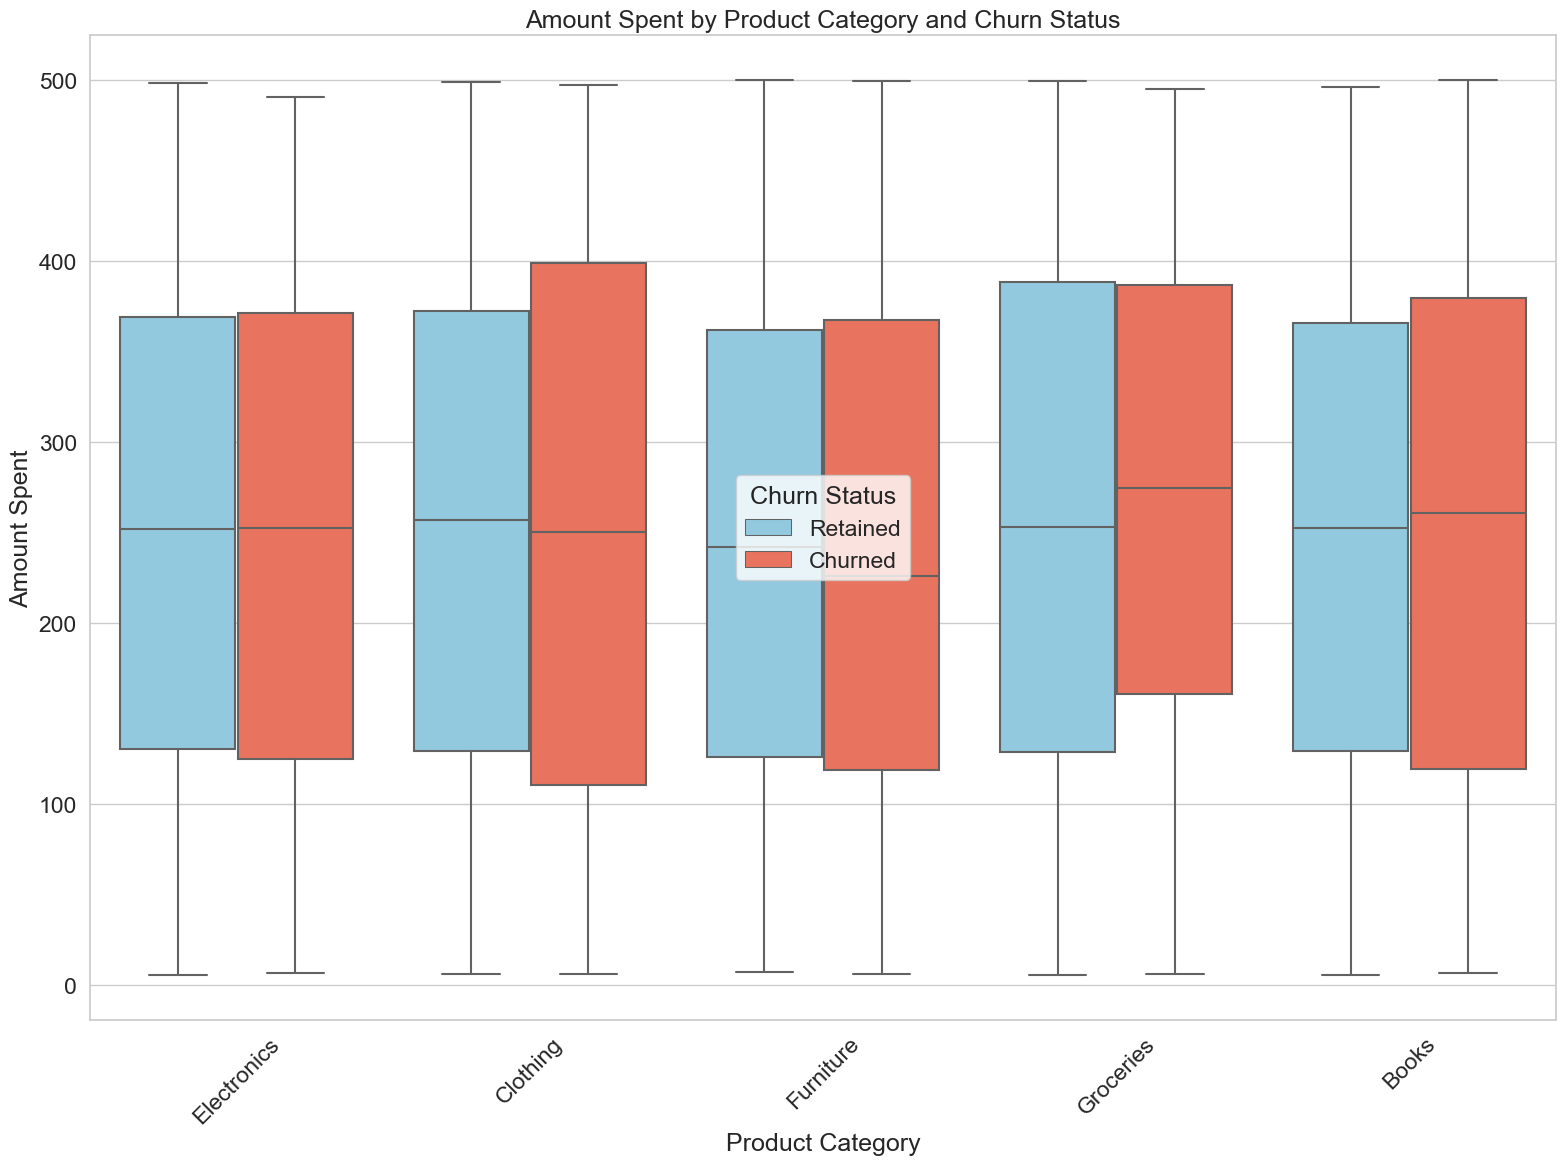 Amount Spent by Product Category and Churn Status
Amount Spent
500
400
300
200
100
0
Churn Status
Retained
Churned
Electronics
Clothing
Furniture
Groceries
Books
Product Category